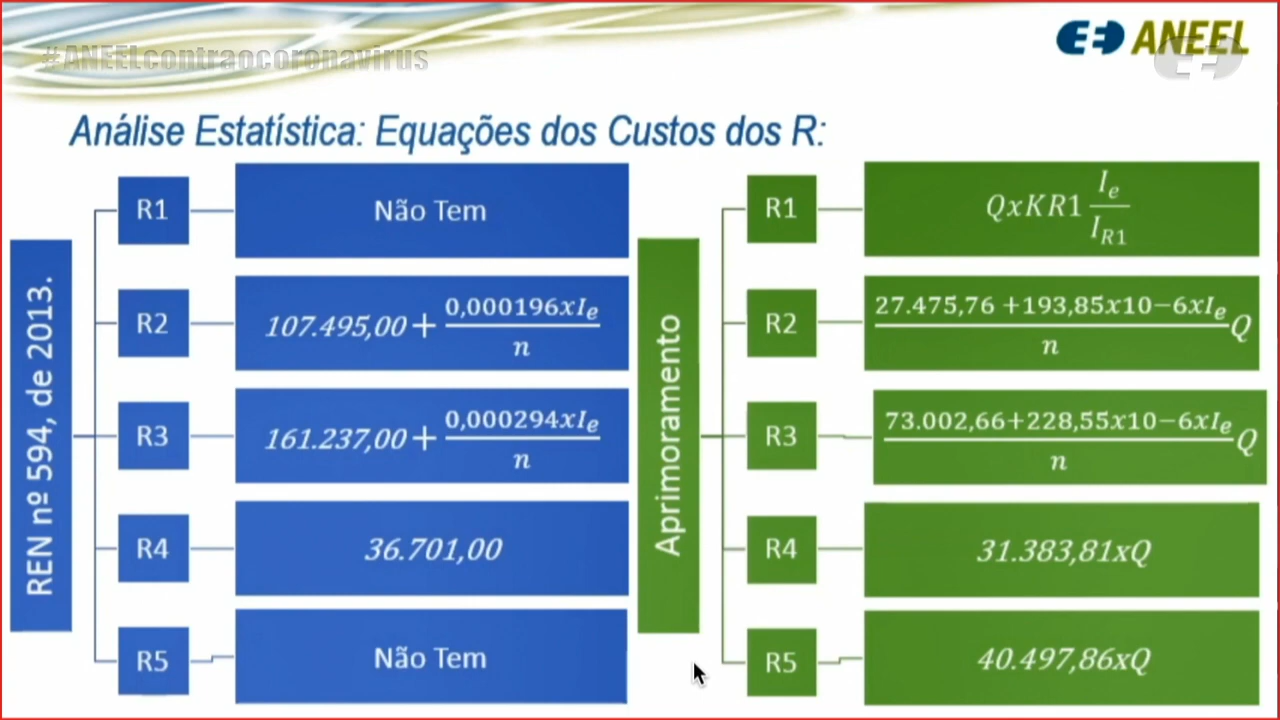 #ANEELcontraocoronavirus
ANEEL
Análise Estatística: Equações dos Custos dos R:
REN nº 594, de 2013.
R1
Não Tem
R2
107.495,00 + 0,000196xIe
n
R3
161.237,00 + 0,000294xIe
n
R4
36.701,00
R5
Não Tem
Aprimoramento
R1
QxKR1 Ie
IR1
R2
27.475,76 +193,85x10−6xIe
n
Q
R3
73.002,66+228,55x10−6xIe
n
Q
R4
31.383,81xQ
R5
40.497,86xQ